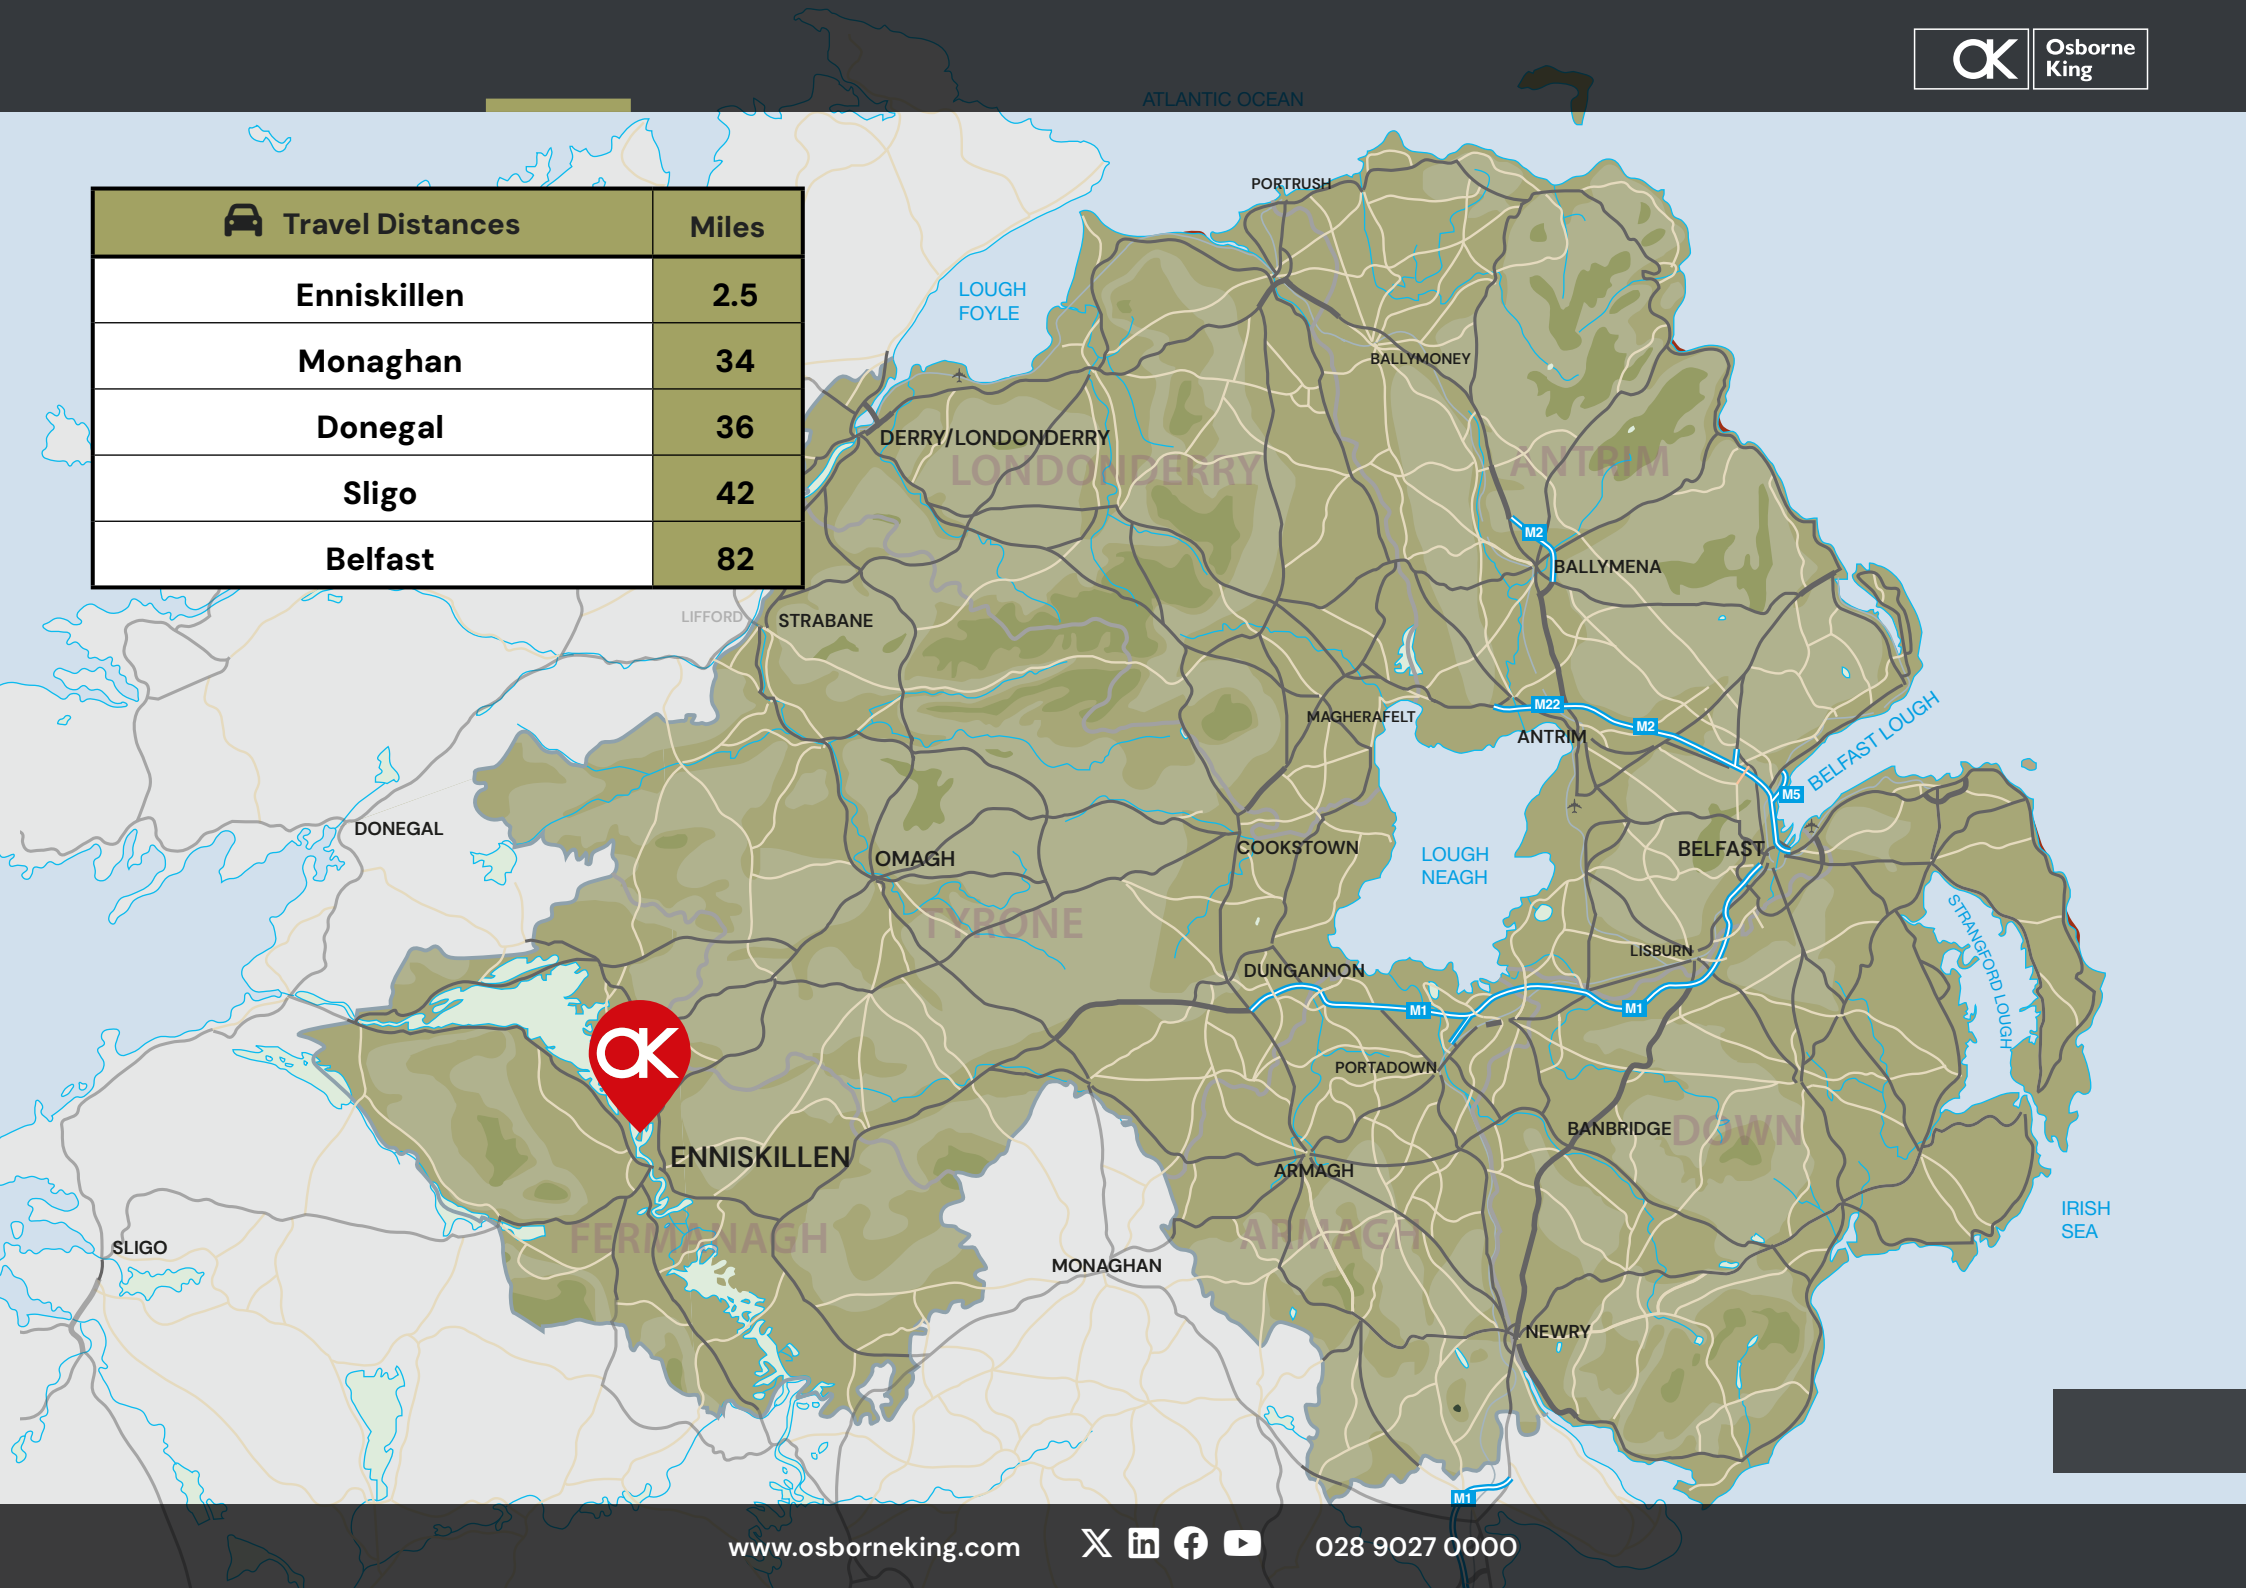 OK Osborne
King
ATLANTIC OCEAN
Travel Distances Miles
Enniskillen 2.5
Monaghan 34
Donegal 36
Sligo 42
Belfast 82
PORTRUSH
LOUGH
FOYLE
BALLYMONEY
DERRY/LONDONDERRY
LONDONDERRY
ANTRIM
M2
BALLYMENA
LIFFORD
STRABANE
M22
MAGHERAFELT
M2
ANTRIM
BELFAST LOUGH
M5
DONEGAL
OMAGH
COOKSTOWN
LOUGH
NEAGH
BELFAST
TYRONE
STRANGFORD LOUGH
LISBURN
DUNGANNON
M1
M1
OK
PORTADOWN
BANBRIDGE
DOWN
ENNISKILLEN
ARMAGH
IRISH
SEA
FERMANAGH
ARMAGH
SLIGO
MONAGHAN
NEWRY
M1
www.osborneking.com 028 9027 0000